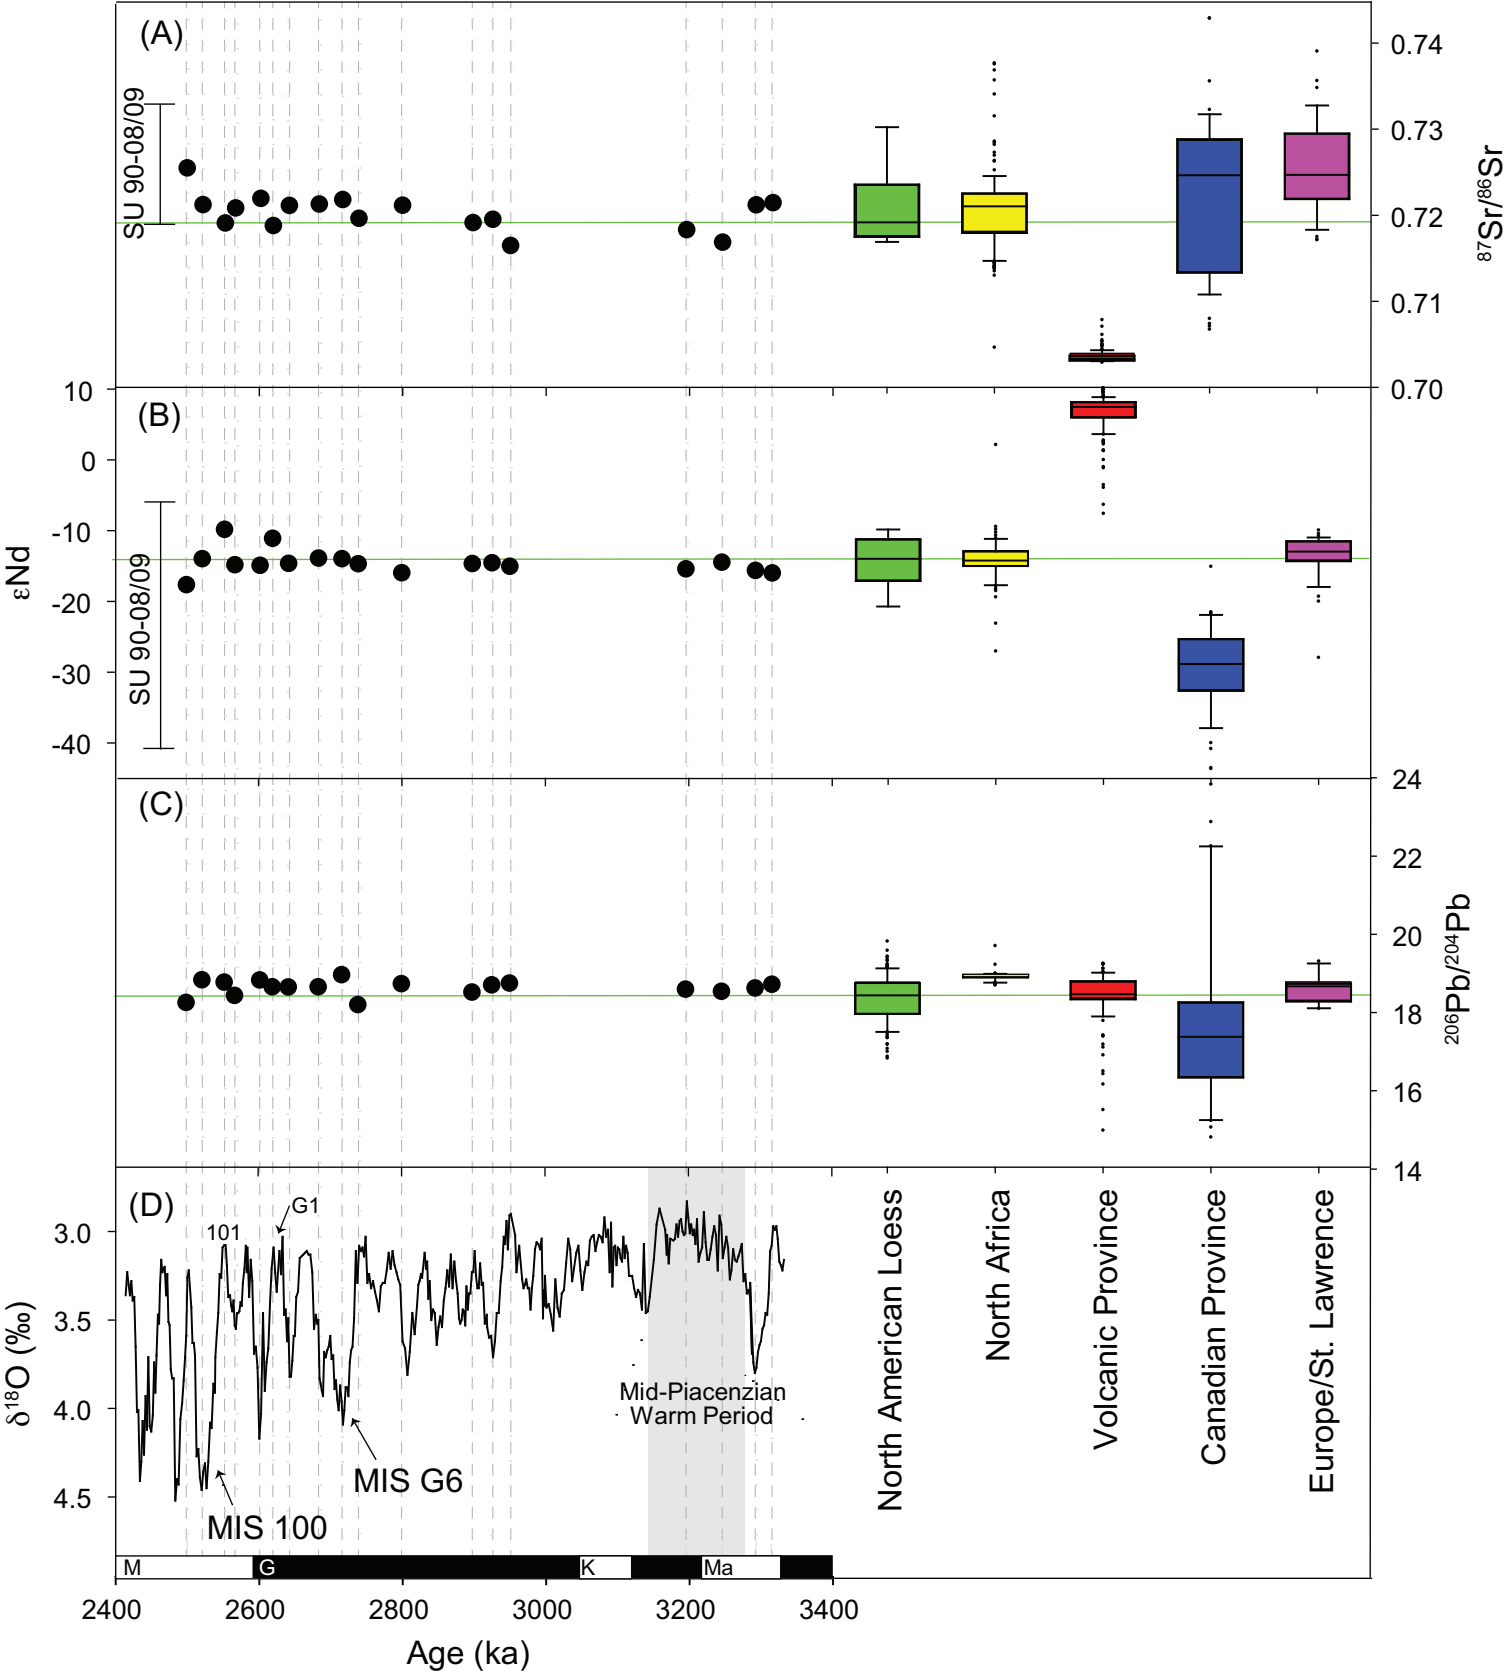 (A)
SU 90-08/09
0.74
0.73
0.72
0.71
0.70
87Sr/86Sr
(B)
10
0
-10
-20
-30
-40
εNd
SU 90-08/09
(C)
24
22
20
18
16
14
206Pb/204Pb
(D)
101
G1
3.0
3.5
4.0
4.5
δ18O (‰)
Mid-Piacenzian
Warm Period
MIS G6
MIS 100
M
G
K
Ma
2400
2600
2800
3000
3200
3400
Age (ka)
North American Loess
North Africa
Volcanic Province
Canadian Province
Europe/St. Lawrence